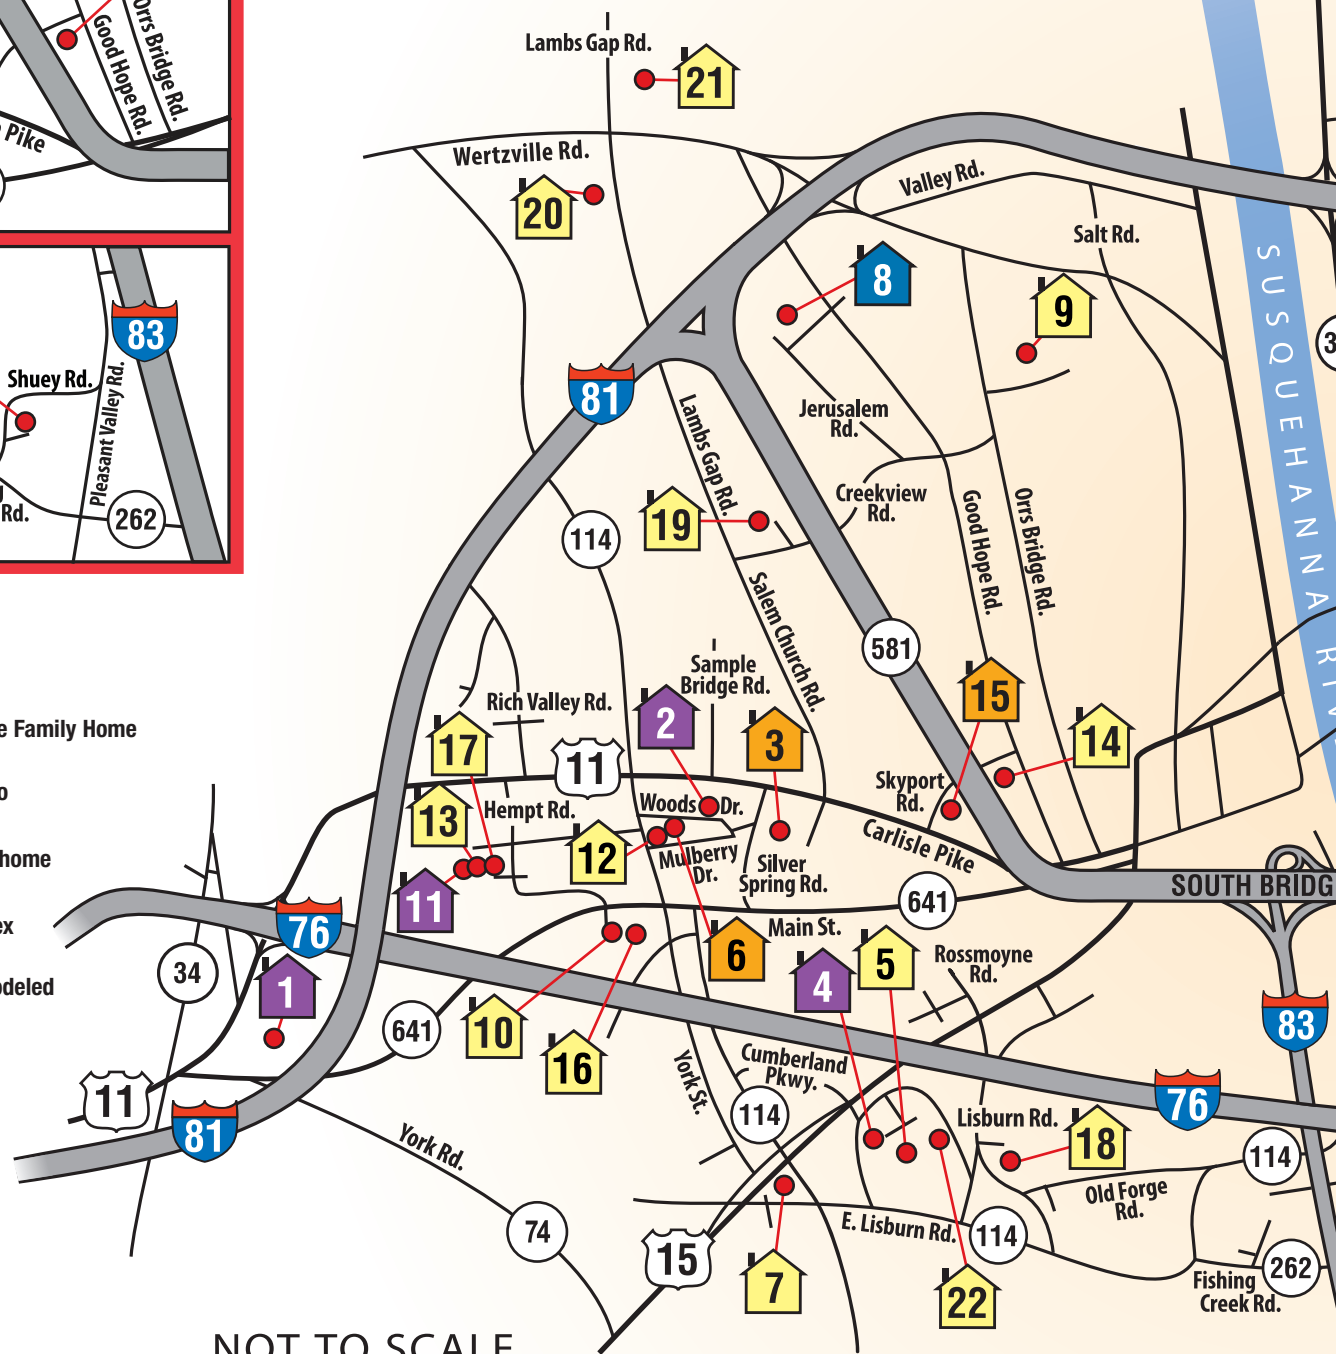 Good Hope Rd.
Orrs Bridge Rd.
Pike
83
Shuey Rd.
Pleasant Valley Rd.
Rd.
262
Lambs Gap Rd.
21
Wertzville Rd.
20
Valley Rd.
Salt Rd.
8
9
3
SUSQUEHANNA RIV
81
Lambs Gap Rd.
Jerusalem
Rd.
Creekview
Rd.
19
114
Good Hope Rd.
Orrs Bridge Rd.
Salem Church Rd.
581
Sample
Bridge Rd.
15
Rich Valley Rd.
2
3
14
17
11
e Family Home
o
home
ex
odeled
Skyport
Rd.
13
Hempt Rd.
Woods Dr.
12
Mulberry
Dr.
Silver
Spring Rd.
Carlisle Pike
11
641
SOUTH BRIDG
76
Main St.
6
4
5
Rossmoyne
Rd.
34
1
641
10
16
83
Cumberland
Pkwy.
York St.
114
11
81
76
Lisburn Rd.
18
York Rd.
114
Old Forge
Rd.
74
E. Lisburn Rd.
114
15
7
22
Fishing
Creek Rd.
262
NOT TO SCALE